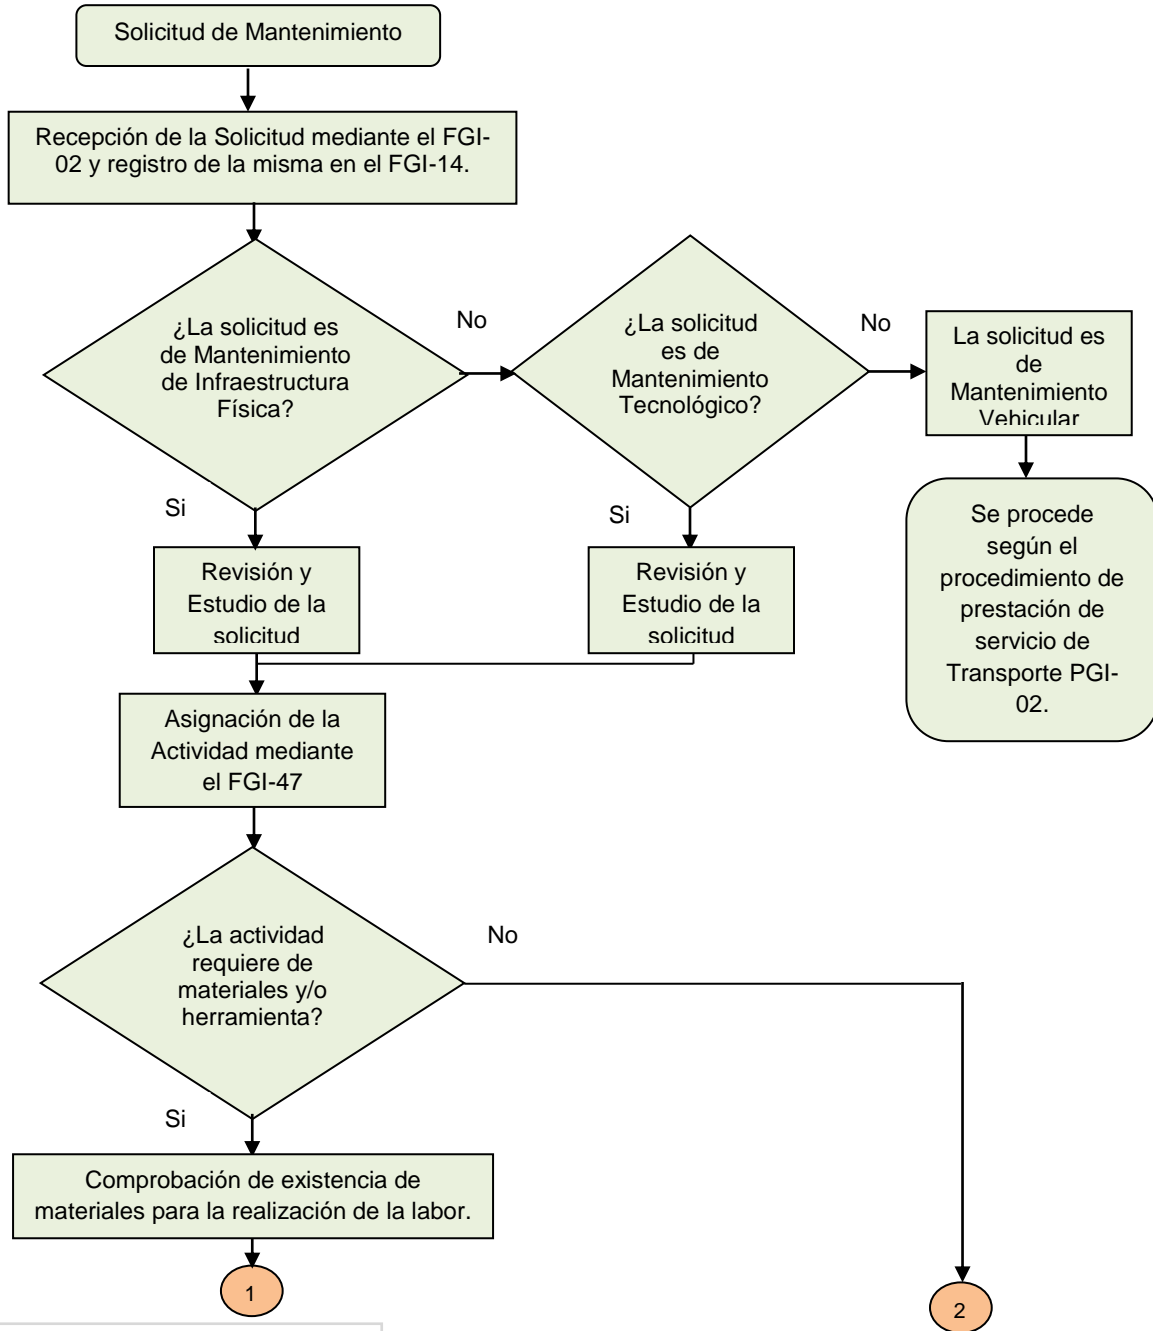 Solicitud de Mantenimiento
Recepción de la Solicitud mediante el FGI-
02 y registro de la misma en el FGI-14.
¿La solicitud es
de Mantenimiento
de Infraestructura
Física?
No
¿La solicitud
es de
Mantenimiento
Tecnológico?
No
La solicitud es
de
Mantenimiento
Vehicular
Si
Si
Revisión y
Estudio de la
solicitud
Revisión y
Estudio de la
solicitud
Se procede
según el
procedimiento de
prestación de
servicio de
Transporte PGI-
02.
Asignación de la
Actividad mediante
el FGI-47
¿La actividad
requiere de
materiales y/o
herramienta?
No
Si
Comprobación de existencia de
materiales para la realización de la labor.
1
2